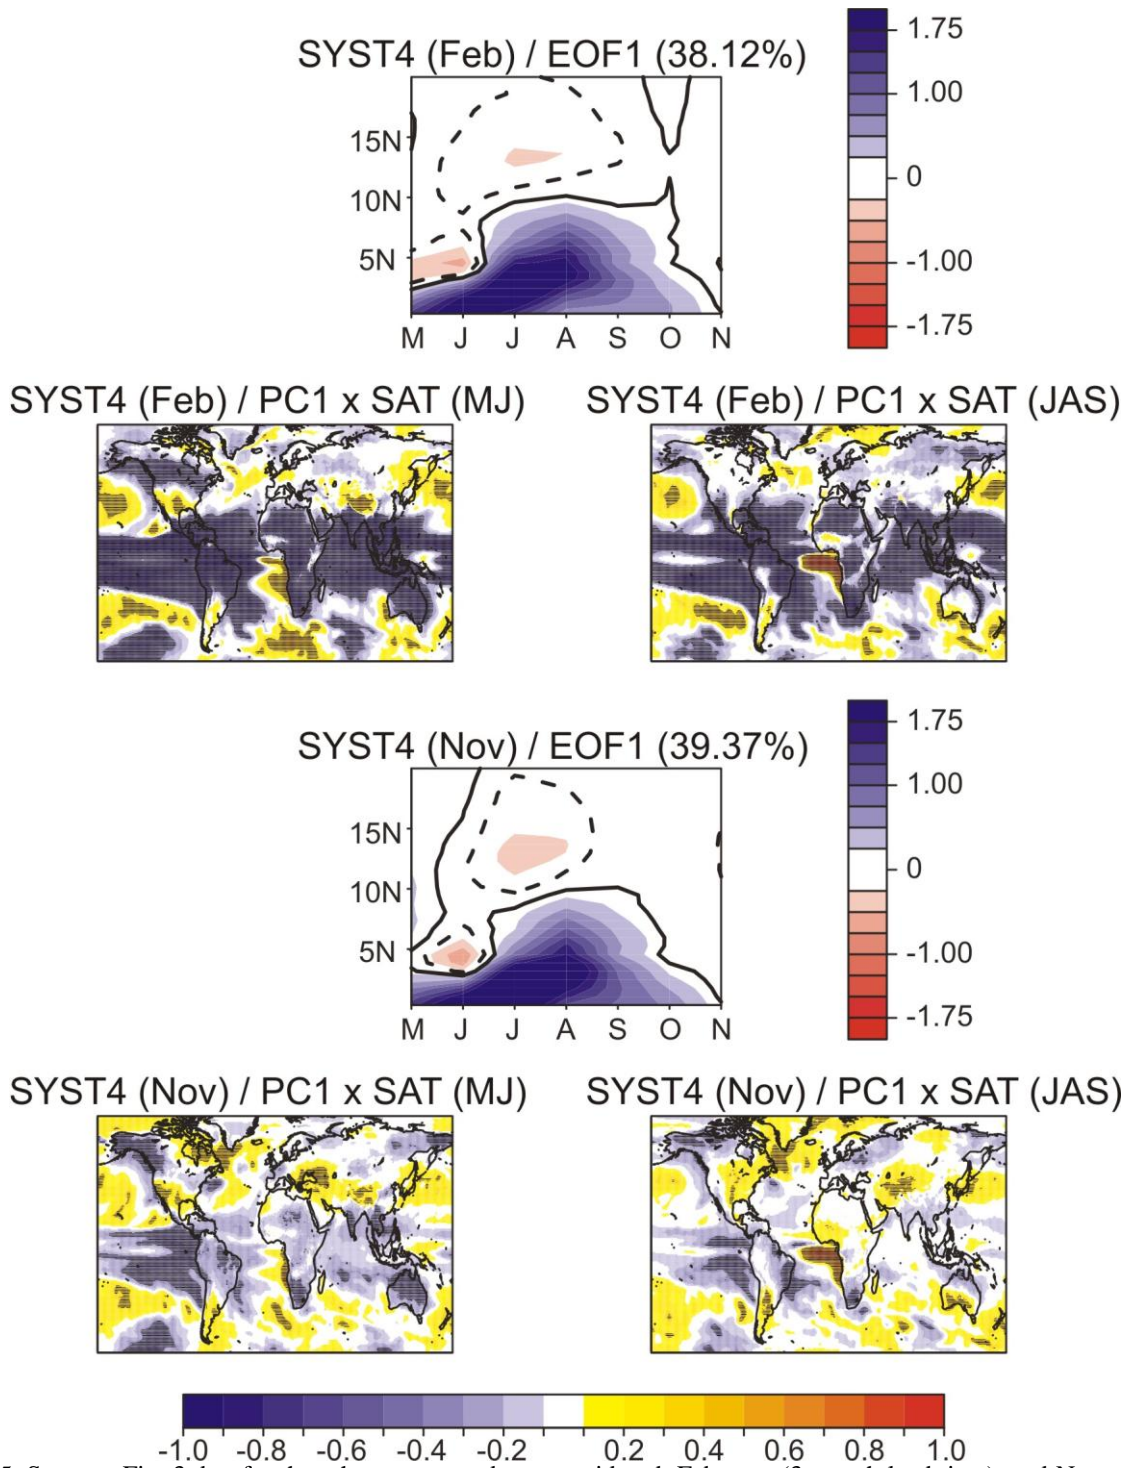 SYST4 (Feb) / EOF1 (38.12%)
15N
10N
5N
M J J A S O N
1.75
1.00
0
-1.00
-1.75
SYST4 (Feb) / PC1 x SAT (MJ)
SYST4 (Feb) / PC1 x SAT (JAS)
SYST4 (Nov) / EOF1 (39.37%)
15N
10N
5N
M J J A S O N
1.75
1.00
0
-1.00
-1.75
SYST4 (Nov) / PC1 x SAT (MJ)
SYST4 (Nov) / PC1 x SAT (JAS)
-1.0 -0.8 -0.6 -0.4 -0.2 0.2 0.4 0.6 0.8 1.0